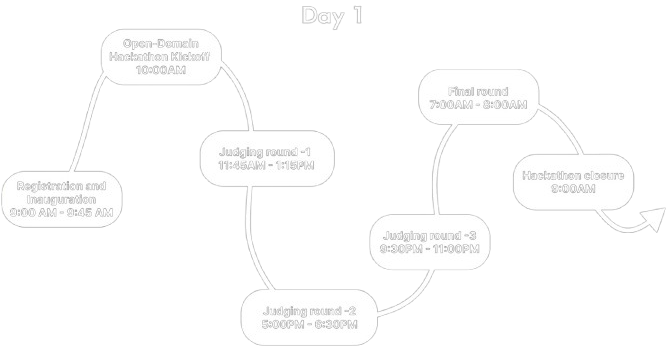 Day 1
Registration and
Inauguration
9:00 AM - 9:45 AM
Open-Domain
Hackathon Kickoff
10:00AM
Judging round -1
11:45AM - 1:15PM
Judging round -2
5:00PM - 6:30PM
Judging round -3
9:30PM - 11:00PM
Final round
7:00AM - 8:00AM
Hackathon closure
9:00AM